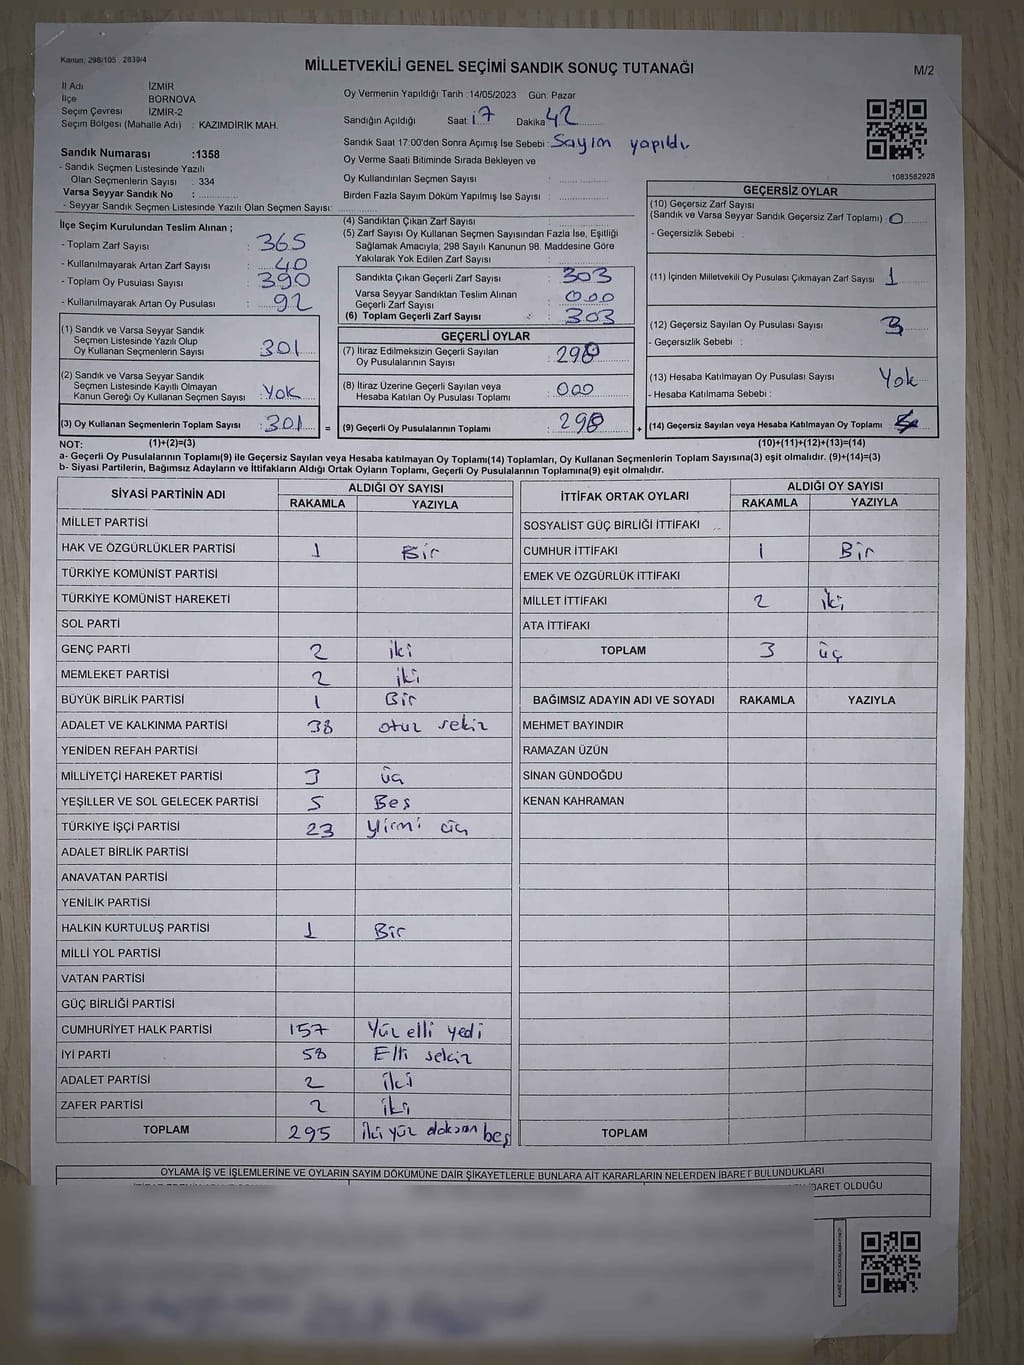 Kanun: 298/105 2839/4
MİLLETVEKİLİ GENEL SEÇİMİ SANDIK SONUÇ TUTANAĞI
M/2
İl Adı : İZMİR
İlçe : BORNOVA
Seçim Çevresi : İZMİR-2
Seçim Bölgesi (Mahalle Adı) : KAZIMDİRİK MAH.
Sandık Numarası :1358
- Sandık Seçmen Listesinde Yazılı
Olan Seçmenlerin Sayısı : 334
Varsa Seyyar Sandık No :
- Seyyar Sandık Seçmen Listesinde Yazılı Olan Seçmen Sayısı:
Oy Vermenin Yapıldığı Tarih :14/05/2023 Gün: Pazar
Sandığın Açıldığı Saat: 17 Dakika 42
Sandık Saat 17:00'den Sonra Açımış İse Sebebi : Sayım yapıldı
Oy Verme Saati Bitiminde Sırada Bekleyen ve
Oy Kullandırılan Seçmen Sayısı :
Birden Fazla Sayım Döküm Yapılmış İse Sayısı :
1083582928
İlçe Seçim Kurulundan Teslim Alınan ;
- Toplam Zarf Sayısı : 365
- Kullanılmayarak Artan Zarf Sayısı : 40
- Toplam Oy Pusulası Sayısı : 390
- Kullanılmayarak Artan Oy Pusulası : 92
(1) Sandık ve Varsa Seyyar Sandık
Seçmen Listesinde Yazılı Olup
Oy Kullanan Seçmenlerin Sayısı : 301
(2) Sandık ve Varsa Seyyar Sandık
Seçmen Listesinde Kayıtlı Olmayan
Kanun Gereği Oy Kullanan Seçmen Sayısı : Yok
(3) Oy Kullanan Seçmenlerin Toplam Sayısı : 301 =
(4) Sandıktan Çıkan Zarf Sayısı :
(5) Zarf Sayısı Oy Kullanan Seçmen Sayısından Fazla İse, Eşitliği
Sağlamak Amacıyla, 298 Sayılı Kanunun 98. Maddesine Göre
Yakılarak Yok Edilen Zarf Sayısı :
Sandıkta Çıkan Geçerli Zarf Sayısı : 303
Varsa Seyyar Sandıktan Teslim Alınan
Geçerli Zarf Sayısı : 000
(6) Toplam Geçerli Zarf Sayısı : 303
GEÇERLİ OYLAR
(7) İtiraz Edilmeksizin Geçerli Sayılan
Oy Pusulalarının Sayısı : 298
(8) İtiraz Üzerine Geçerli Sayılan veya
Hesaba Katılan Oy Pusulası Toplamı : 000
(9) Geçerli Oy Pusulalarının Toplamı : 298 +
GEÇERSİZ OYLAR
(10) Geçersiz Zarf Sayısı
(Sandık ve Varsa Seyyar Sandık Geçersiz Zarf Toplamı) : 0
- Geçersizlik Sebebi :
(11) İçinden Milletvekili Oy Pusulası Çıkmayan Zarf Sayısı : 1
(12) Geçersiz Sayılan Oy Pusulası Sayısı : 3
- Geçersizlik Sebebi :
(13) Hesaba Katılmayan Oy Pusulası Sayısı : Yok
- Hesaba Katılmama Sebebi :
(14) Geçersiz Sayılan veya Hesaba Katılmayan Oy Toplamı :
NOT: (1)+(2)=(3) (10)+(11)+(12)+(13)=(14)
a- Geçerli Oy Pusulalarının Toplamı(9) ile Geçersiz Sayılan veya Hesaba katılmayan Oy Toplamı(14) Toplamları, Oy Kullanan Seçmenlerin Toplam Sayısına(3) eşit olmalıdır. (9)+(14)=(3)
b- Siyasi Partilerin, Bağımsız Adayların ve İttifakların Aldığı Ortak Oyların Toplamı, Geçerli Oy Pusulalarının Toplamına(9) eşit olmalıdır.
SİYASİ PARTİNİN ADI ALDIĞI OY SAYISI
RAKAMLA YAZIYLA
MİLLET PARTİSİ
HAK VE ÖZGÜRLÜKLER PARTİSİ 1 Bir
TÜRKİYE KOMÜNİST PARTİSİ
TÜRKİYE KOMÜNİST HAREKETİ
SOL PARTİ
GENÇ PARTİ 2 iki
MEMLEKET PARTİSİ 2 iki
BÜYÜK BİRLİK PARTİSİ 1 Bir
ADALET VE KALKINMA PARTİSİ 38 otuz sekiz
YENİDEN REFAH PARTİSİ
MİLLİYETÇİ HAREKET PARTİSİ 3 üç
YEŞİLLER VE SOL GELECEK PARTİSİ 5 Beş
TÜRKİYE İŞÇİ PARTİSİ 23 Yirmi üç
ADALET BİRLİK PARTİSİ
ANAVATAN PARTİSİ
YENİLİK PARTİSİ
HALKIN KURTULUŞ PARTİSİ 1 Bir
MİLLİ YOL PARTİSİ
VATAN PARTİSİ
GÜÇ BİRLİĞİ PARTİSİ
CUMHURİYET HALK PARTİSİ 157 Yüz elli yedi
İYİ PARTİ 58 Elli sekiz
ADALET PARTİSİ 2 iki
ZAFER PARTİSİ 2 iki
TOPLAM 295 iki yüz doksan beş
İTTİFAK ORTAK OYLARI ALDIĞI OY SAYISI
RAKAMLA YAZIYLA
SOSYALİST GÜÇ BİRLİĞİ İTTİFAKI
CUMHUR İTTİFAKI 1 Bir
EMEK VE ÖZGÜRLÜK İTTİFAKI
MİLLET İTTİFAKI 2 iki
ATA İTTİFAKI
TOPLAM 3 üç
BAĞIMSIZ ADAYIN ADI VE SOYADI RAKAMLA YAZIYLA
MEHMET BAYINDIR
RAMAZAN ÜZÜN
SİNAN GÜNDOĞDU
KENAN KAHRAMAN
TOPLAM
OYLAMA İŞ VE İŞLEMLERİNE VE OYLARIN SAYIM DÖKÜMÜNE DAİR ŞİKAYETLERLE BUNLARA AİT KARARLARIN NELERDEN İBARET BULUNDUKLARI
İBARET OLDUĞU